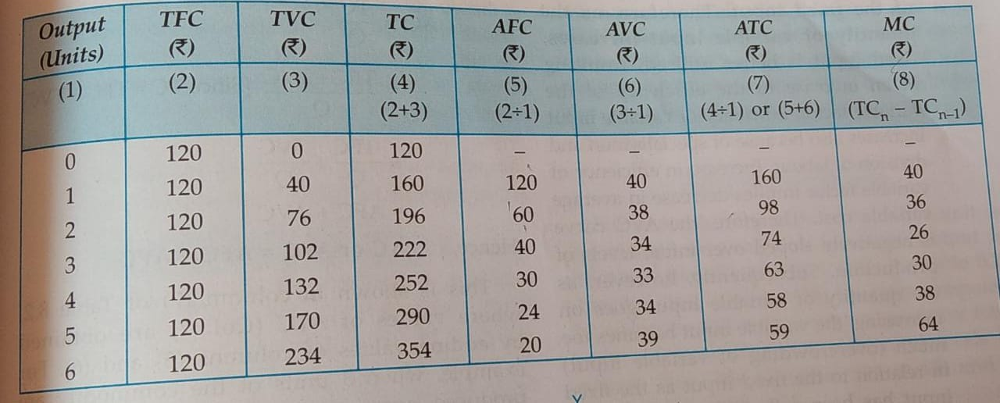 Output TFC TVC TC AFC AVC ATC MC
(Units) (₹) (₹) (₹) (₹) (₹) (₹) (₹)
(1) (2) (3) (4) (5) (6) (7) (8)
(2+3) (2÷1) (3÷1) (4÷1) or (5+6) (TCn – TCn–1)
0 120 0 120 – – – –
1 120 40 160 120 40 160 40
2 120 76 196 60 38 98 36
3 120 102 222 40 34 74 26
4 120 132 252 30 33 63 30
5 120 170 290 24 34 58 38
6 120 234 354 20 39 59 64